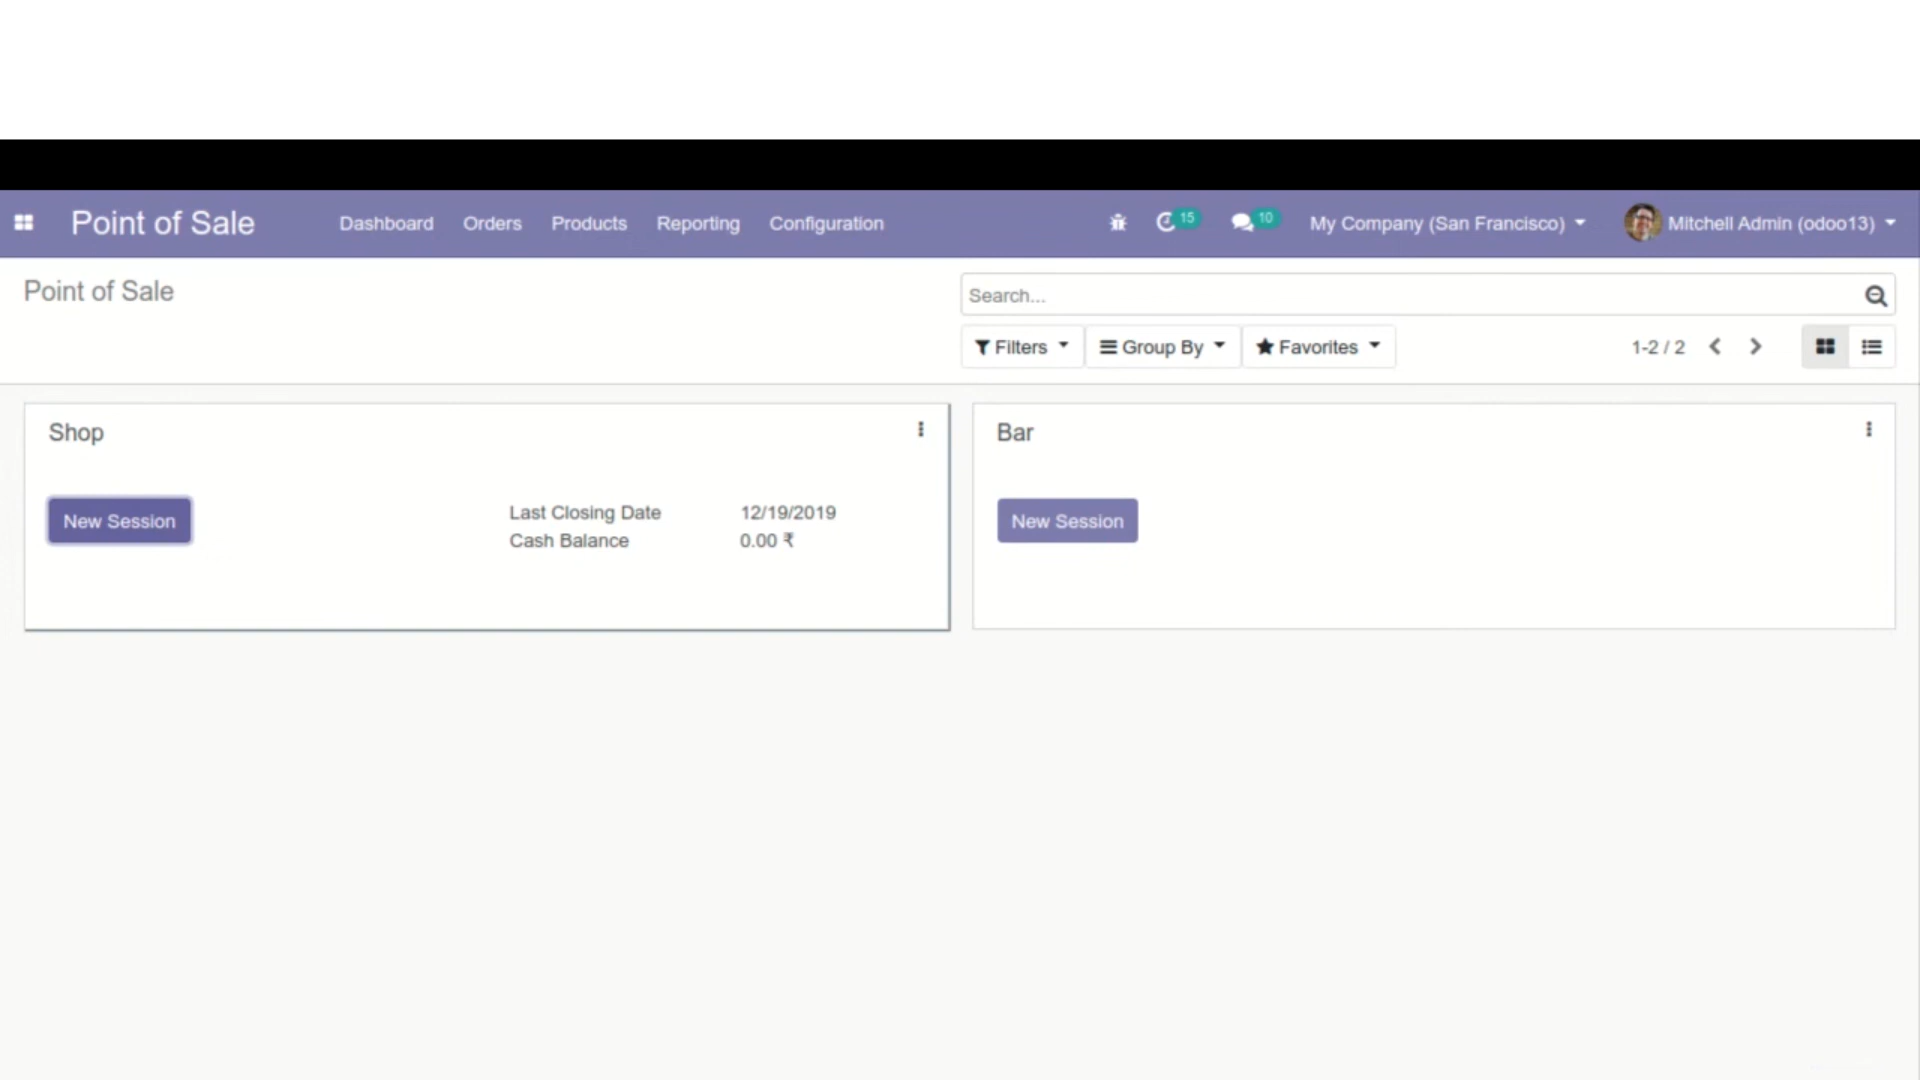 Point of Sale Dashboard Orders Products Reporting Configuration 15 10 My Company (San Francisco) Mitchell Admin (odoo13)
Point of Sale
Search...
Filters Group By Favorites 1-2 / 2
Shop
New Session
Last Closing Date 12/19/2019
Cash Balance 0.00 ₹
Bar
New Session